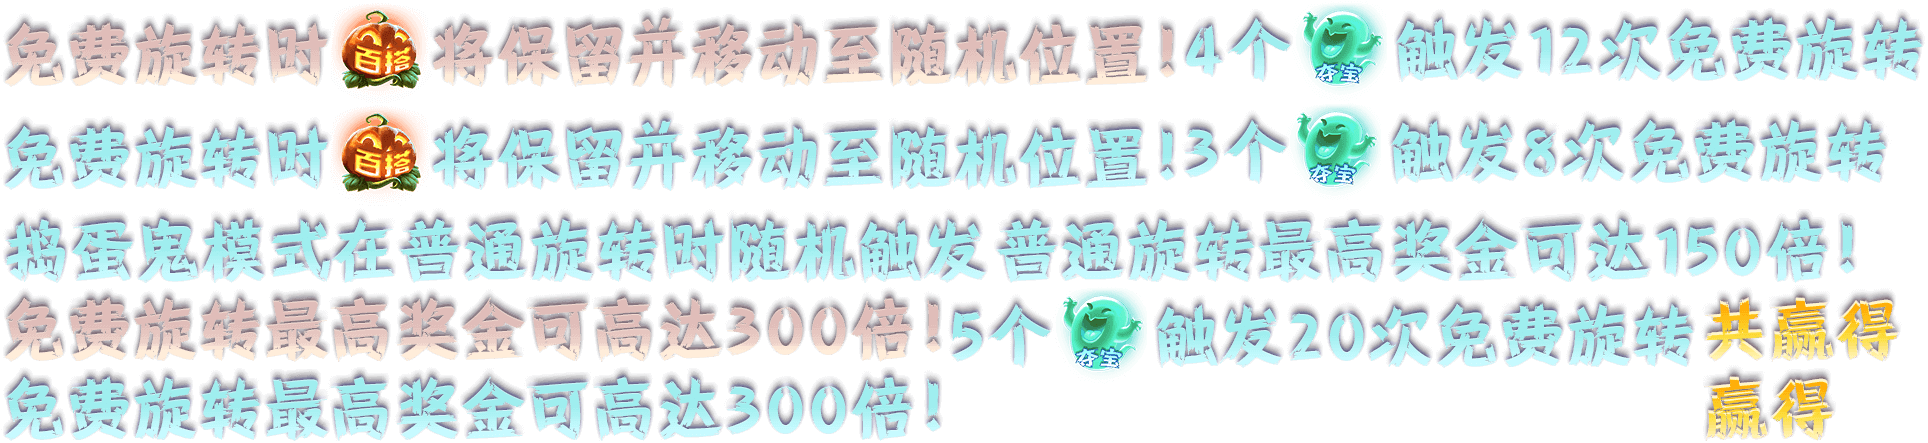 免费旋转时百搭将保留并移动至随机位置!4个夺宝触发12次免费旋转
免费旋转时百搭将保留并移动至随机位置!3个夺宝触发8次免费旋转
捣蛋鬼模式在普通旋转时随机触发 普通旋转最高奖金可达150倍!
免费旋转最高奖金可高达300倍!5个夺宝触发20次免费旋转 共赢得
免费旋转最高奖金可高达300倍! 赢得